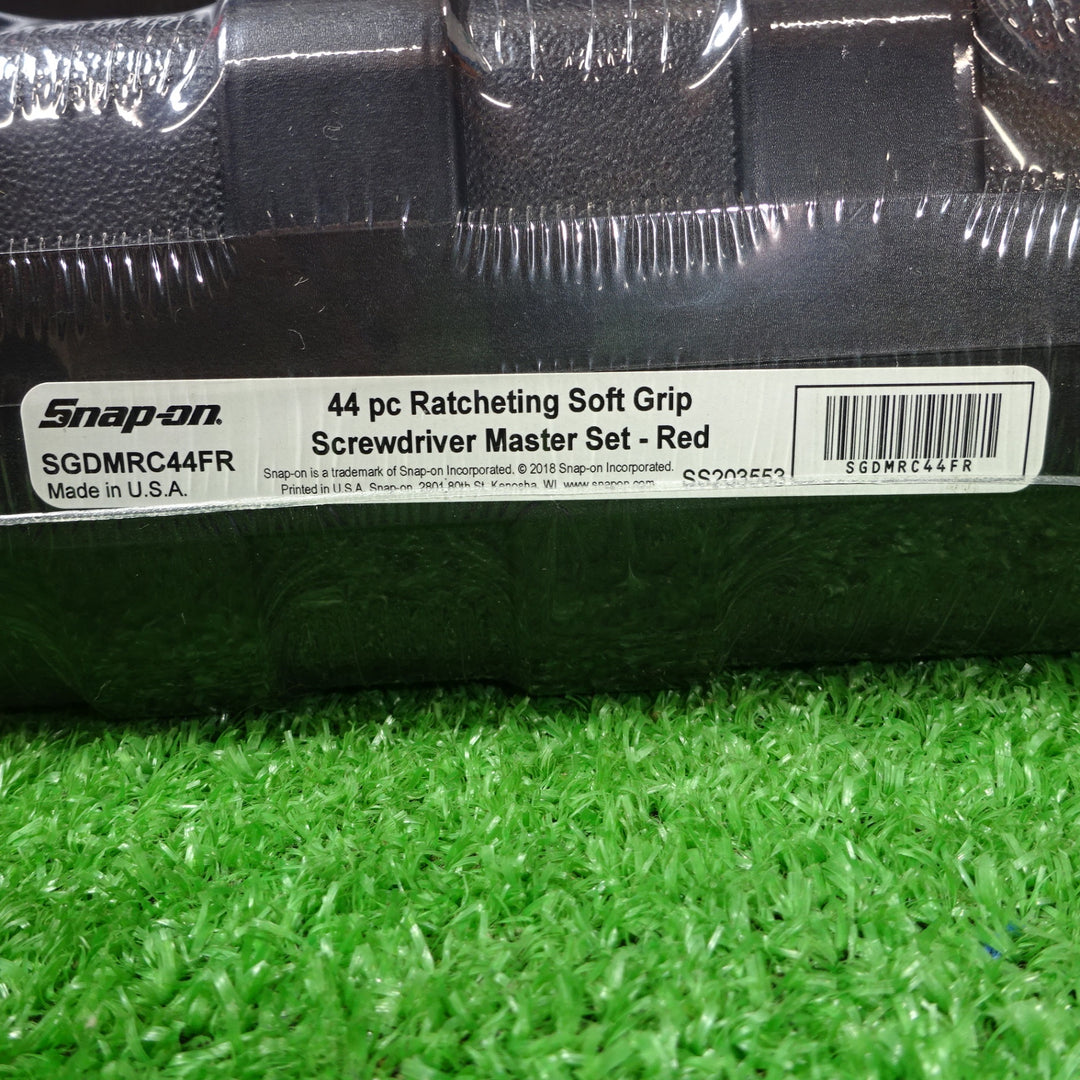 Snap-on®
SGDMRC44FR
Made in U.S.A.
44 pc Ratcheting Soft Grip
Screwdriver Master Set - Red
Snap-on is a trademark of Snap-on Incorporated. © 2018 Snap-on Incorporated.
Printed in U.S.A. Snap-on, 2801 80th St. Kenosha, WI. www.snapon.com
SS203553
SGDMRC44FR